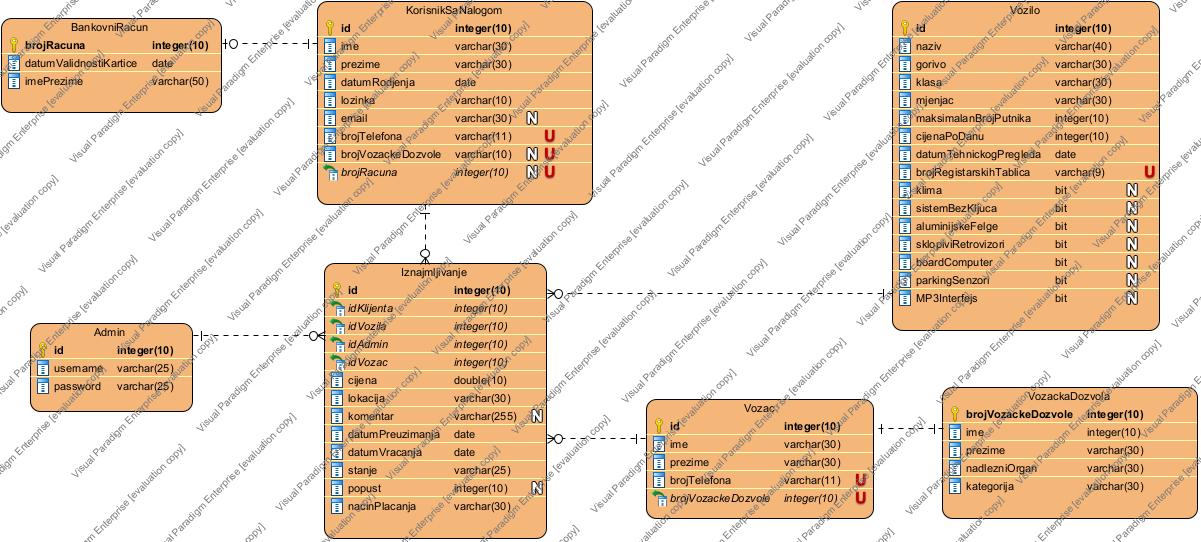 BankovniRacun
brojRacuna integer(10)
datumValidnostiKartice date
imePrezime varchar(50)
KorisnikSaNalogom
id integer(10)
ime varchar(30)
prezime varchar(30)
datumRodjenja date
lozinka varchar(10)
email varchar(30) N
brojTelefona varchar(11) U
brojVozackeDozvole varchar(10) N U
brojRacuna integer(10) N U
Vozilo
id integer(10)
naziv varchar(40)
gorivo varchar(30)
klasa varchar(30)
mjenjac varchar(30)
maksimalanBrojPutnika integer(10)
cijenaPoDanu integer(10)
datumTehnickogPregleda date
brojRegistarskihTablica varchar(9) U
klima bit N
sistemBezKljuca bit N
aluminijskeFelge bit N
sklopiviRetrovizori bit N
boardComputer bit N
parkingSenzori bit N
MP3Interfejs bit N
Iznajmljivanje
id integer(10)
idKlijenta integer(10)
idVozila integer(10)
idAdmin integer(10)
idVozac integer(10)
cijena double(10)
lokacija varchar(30)
komentar varchar(255) N
datumPreuzimanja date
datumVracanja date
stanje varchar(25)
popust integer(10) N
nacinPlacanja varchar(30)
Admin
id integer(10)
username varchar(25)
password varchar(25)
Vozac
id integer(10)
ime varchar(30)
prezime varchar(30)
brojTelefona varchar(11) U
brojVozackeDozvole integer(10) U
VozackaDozvola
brojVozackeDozvole integer(10)
ime integer(10)
prezime varchar(30)
nadlezniOrgan varchar(30)
kategorija varchar(30)
Visual Paradigm Enterprise [evaluation copy]